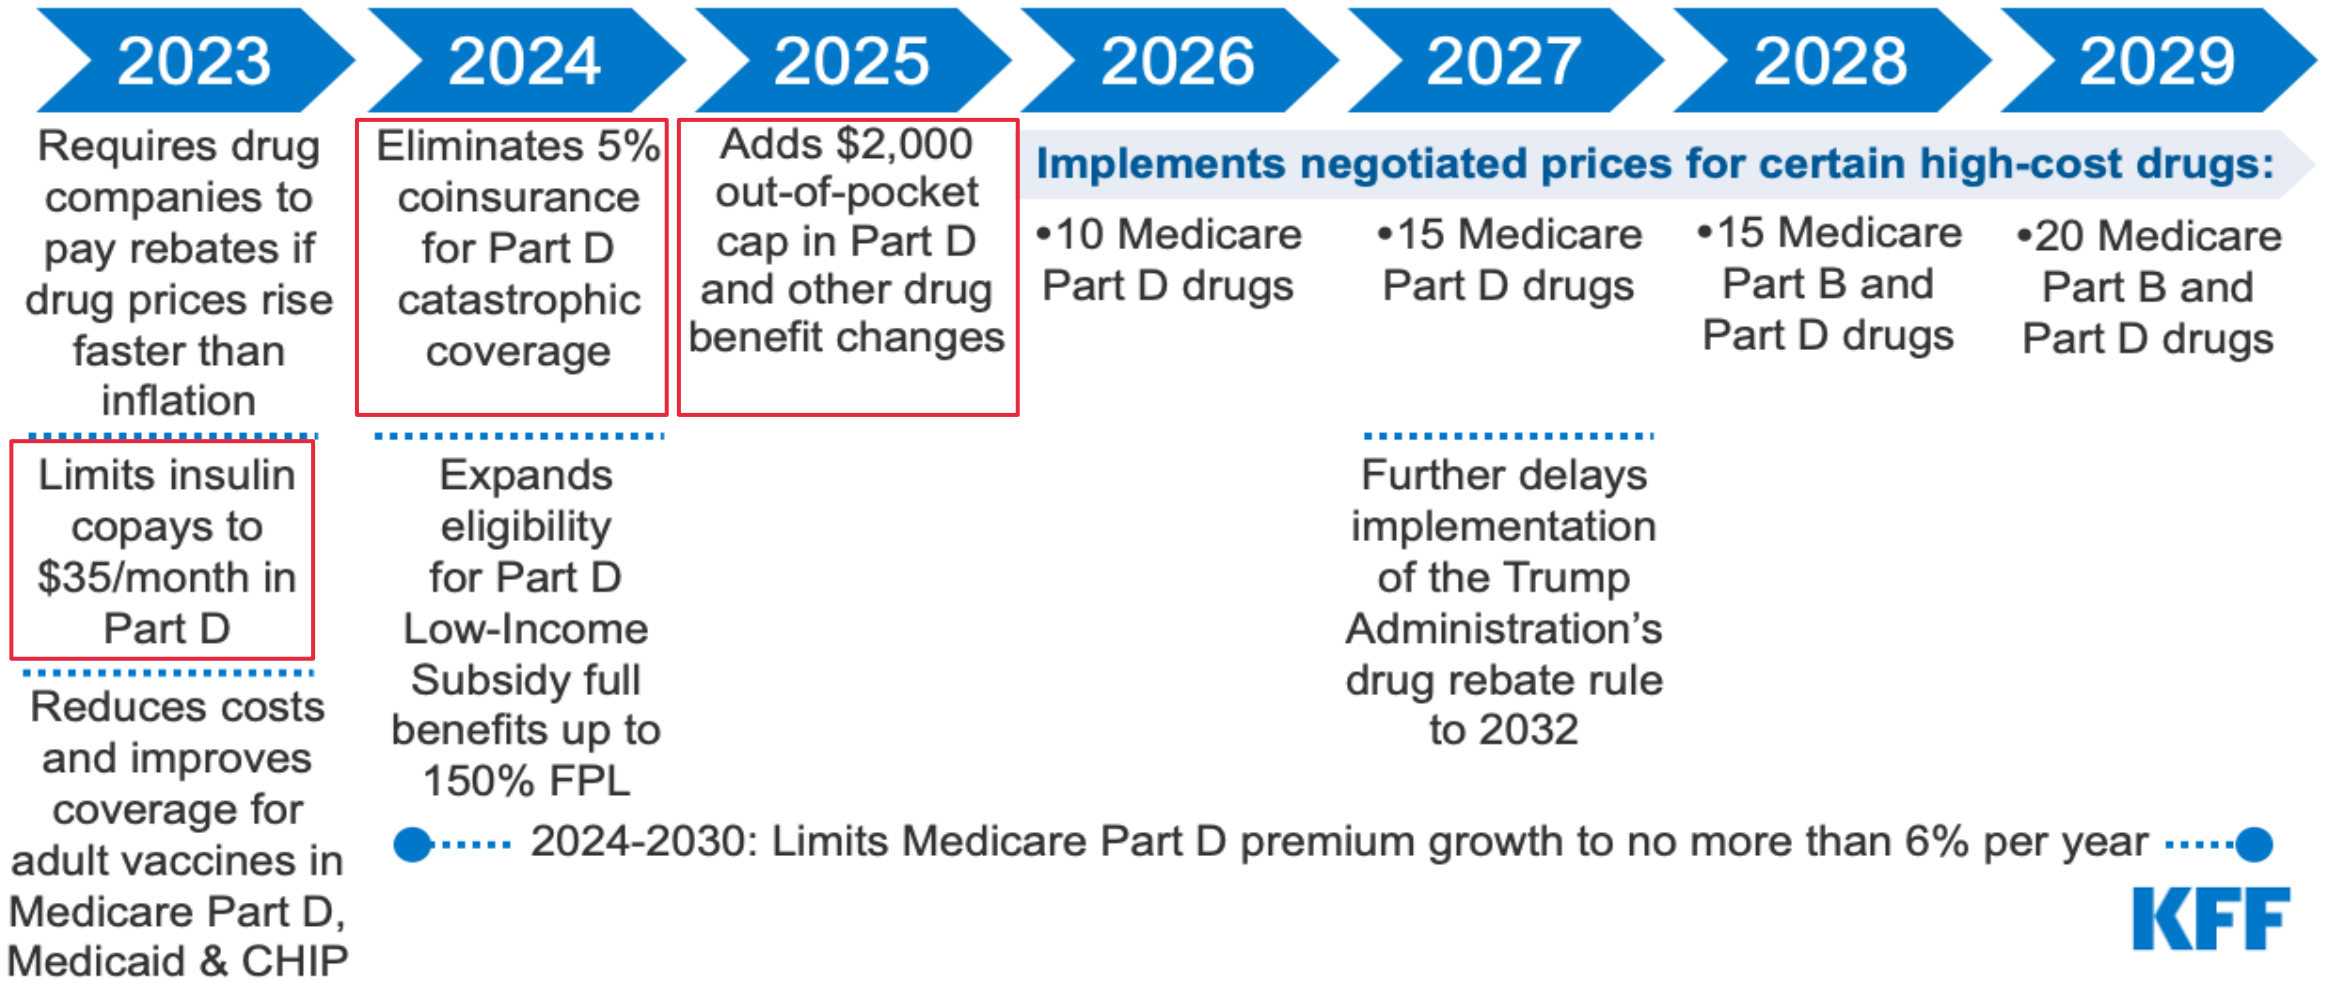 2023
2024
2025
2026
2027
2028
2029
Requires drug
companies to
pay rebates if
drug prices rise
faster than
inflation
Limits insulin
copays to
$35/month in
Part D
Reduces costs
and improves
coverage for
adult vaccines in
Medicare Part D,
Medicaid & CHIP
Eliminates 5%
coinsurance
for Part D
catastrophic
coverage
Expands
eligibility
for Part D
Low-Income
Subsidy full
benefits up to
150% FPL
Adds $2,000
out-of-pocket
cap in Part D
and other drug
benefit changes
Implements negotiated prices for certain high-cost drugs:
•10 Medicare
Part D drugs
•15 Medicare
Part D drugs
Further delays
implementation
of the Trump
Administration’s
drug rebate rule
to 2032
•15 Medicare
Part B and
Part D drugs
•20 Medicare
Part B and
Part D drugs
2024-2030: Limits Medicare Part D premium growth to no more than 6% per year
KFF